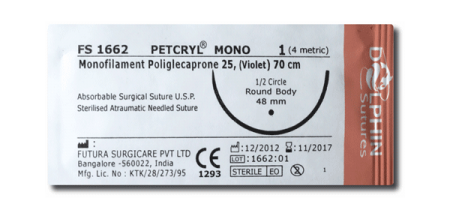 FS 1662 PETCRYL® MONO 1 (4 metric)
Monofilament Poliglecaprone 25, (Violet) 70 cm
1/2 Circle
Round Body
48 mm
Absorbable Surgical Suture U.S.P.
Sterilised Atraumatic Needled Suture
:
FUTURA SURGICARE PVT LTD
Bangalore -560022, India
Mfg. Lic. No : KTK/28/273/95
CE
1293
:12/2012 :11/2017
LOT :1662:01
STERILE EO 2 1
DOLPHIN
Sutures